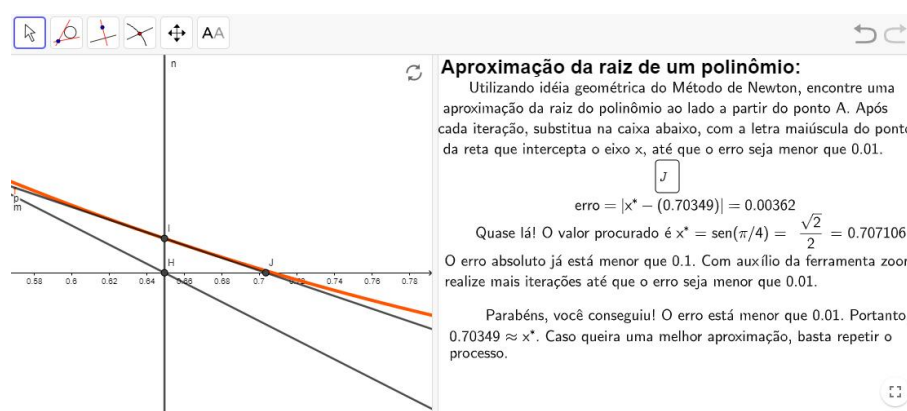 AA
n
Aproximação da raiz de um polinômio:
Utilizando idéia geométrica do Método de Newton, encontre uma
aproximação da raiz do polinômio ao lado a partir do ponto A. Após
cada iteração, substitua na caixa abaixo, com a letra maiúscula do ponto
da reta que intercepta o eixo x, até que o erro seja menor que 0.01.
J
erro = |x* − (0.70349)| = 0.00362
Quase lá! O valor procurado é x* = sen(π/4) = √2/2 = 0.707106
O erro absoluto já está menor que 0.1. Com auxílio da ferramenta zoom
realize mais iterações até que o erro seja menor que 0.01.
Parabéns, você conseguiu! O erro está menor que 0.01. Portanto
0.70349 ≈ x*. Caso queira uma melhor aproximação, basta repetir o
processo.
p
m
I
H
J
0.58 0.6 0.62 0.64 0.66 0.68 0.7 0.72 0.74 0.76 0.78